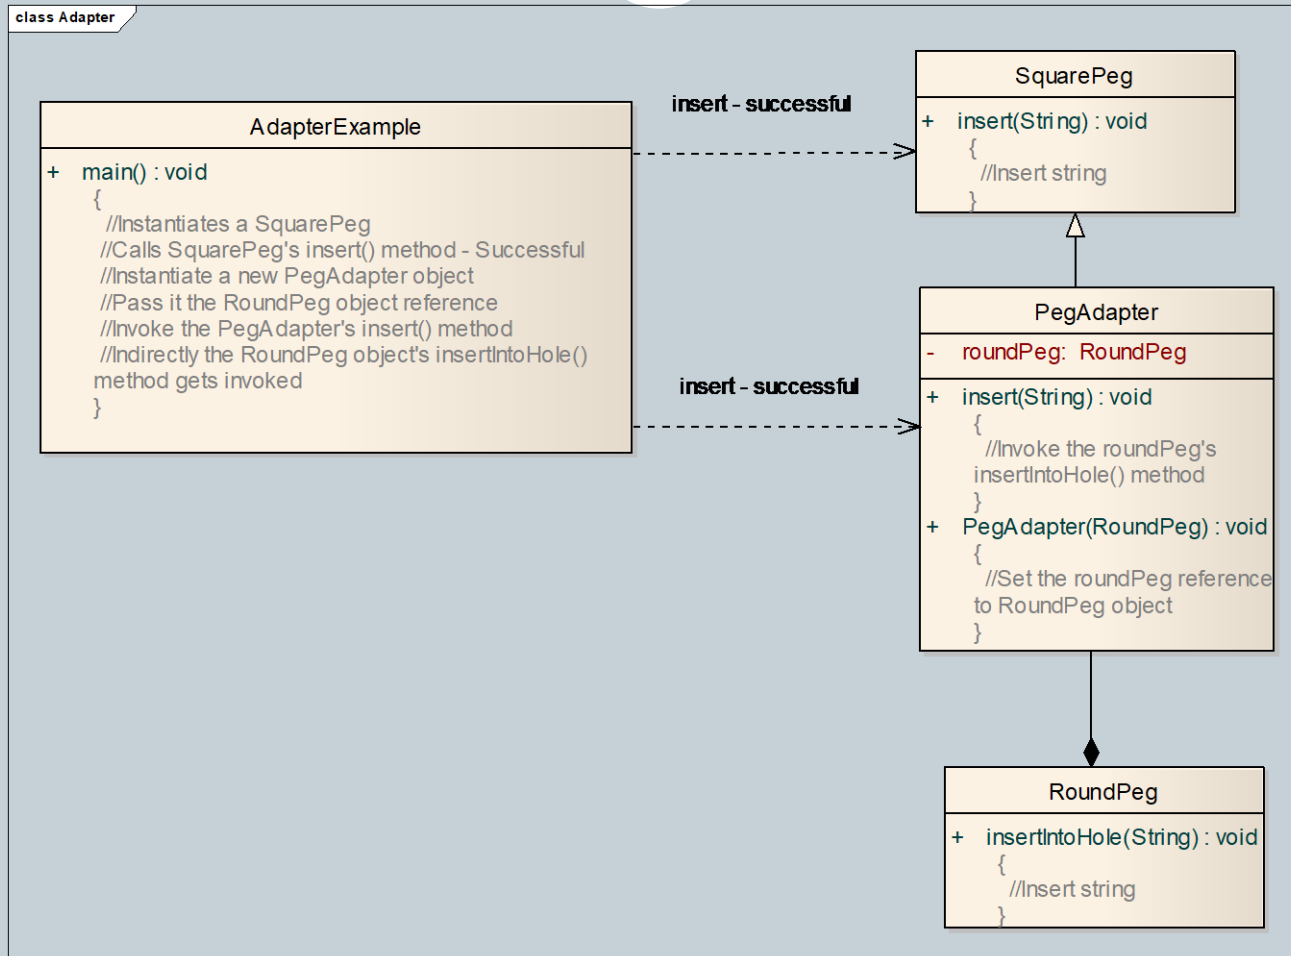 class Adapter
AdapterExample
+ main() : void
{
//Instantiates a SquarePeg
//Calls SquarePeg's insert() method - Successful
//Instantiate a new PegAdapter object
//Pass it the RoundPeg object reference
//Invoke the PegAdapter's insert() method
//Indirectly the RoundPeg object's insertIntoHole()
method gets invoked
}
insert - successful
insert - successful
SquarePeg
+ insert(String) : void
{
//Insert string
}
PegAdapter
- roundPeg: RoundPeg
+ insert(String) : void
{
//Invoke the roundPeg's
insertIntoHole() method
}
+ PegAdapter(RoundPeg) : void
{
//Set the roundPeg reference
to RoundPeg object
}
RoundPeg
+ insertIntoHole(String) : void
{
//Insert string
}